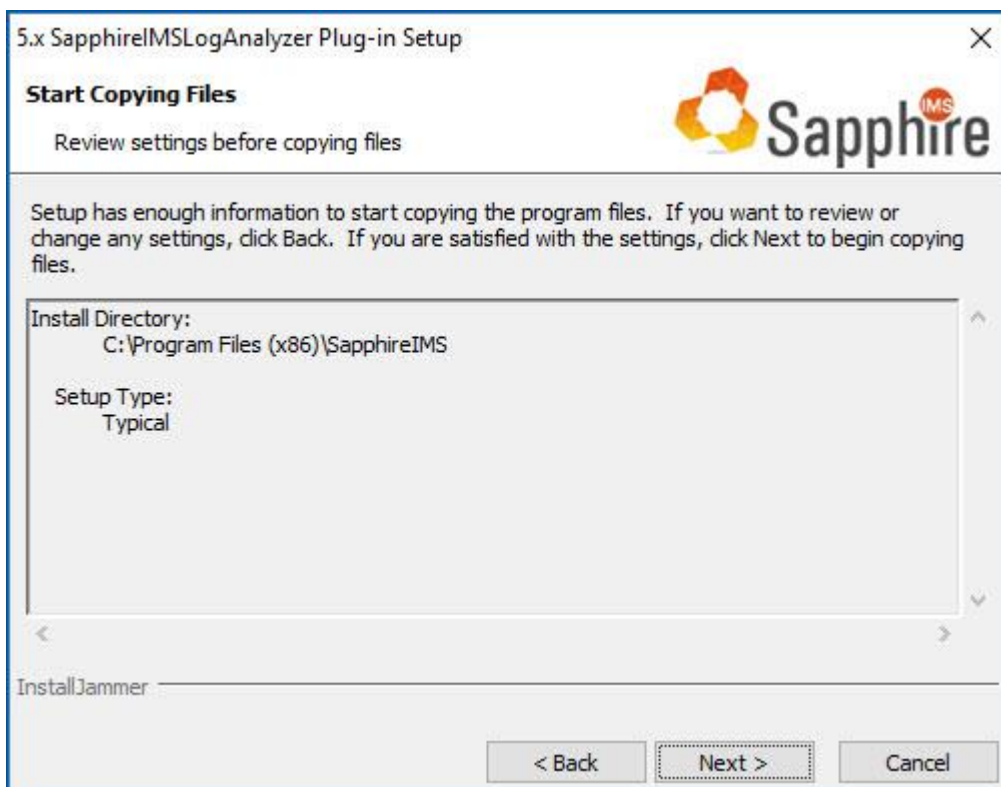 5.x SapphireIMSLogAnalyzer Plug-in Setup
Start Copying Files
Review settings before copying files
Sapphire IMS
Setup has enough information to start copying the program files. If you want to review or
change any settings, click Back. If you are satisfied with the settings, click Next to begin copying
files.
Install Directory:
C:\Program Files (x86)\SapphireIMS
Setup Type:
Typical
InstallJammer
< Back Next > Cancel